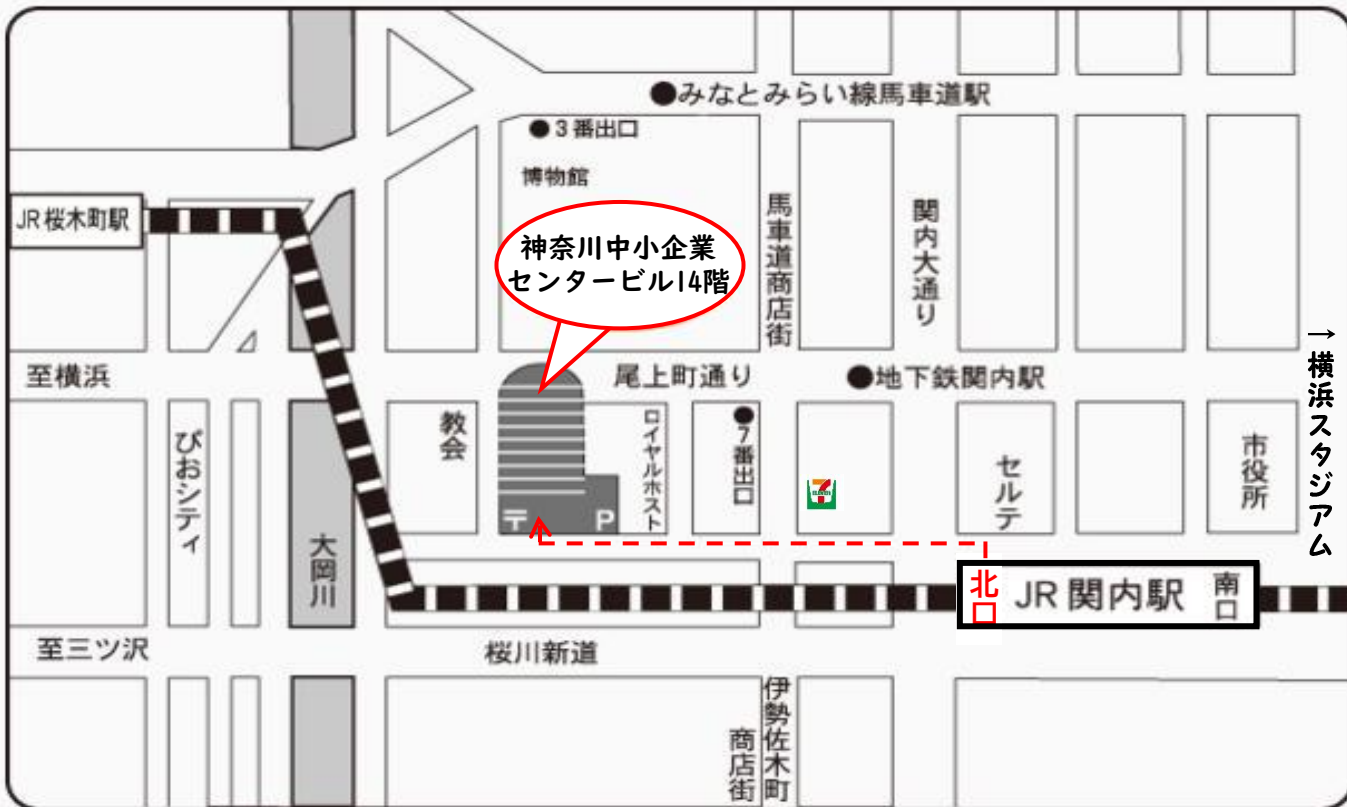 ●みなとみらい線馬車道駅
●3番出口
博物館
JR桜木町駅
神奈川中小企業
センタービル14階
馬車道商店街
関内大通り
→横浜スタジアム
至横浜
尾上町通り
●地下鉄関内駅
ぴおシティ
大岡川
教会
ロイヤルホスト
●7番出口
セルテ
市役所
〒
P
北口
JR関内駅
南口
至三ツ沢
桜川新道
伊勢佐木町
商店街